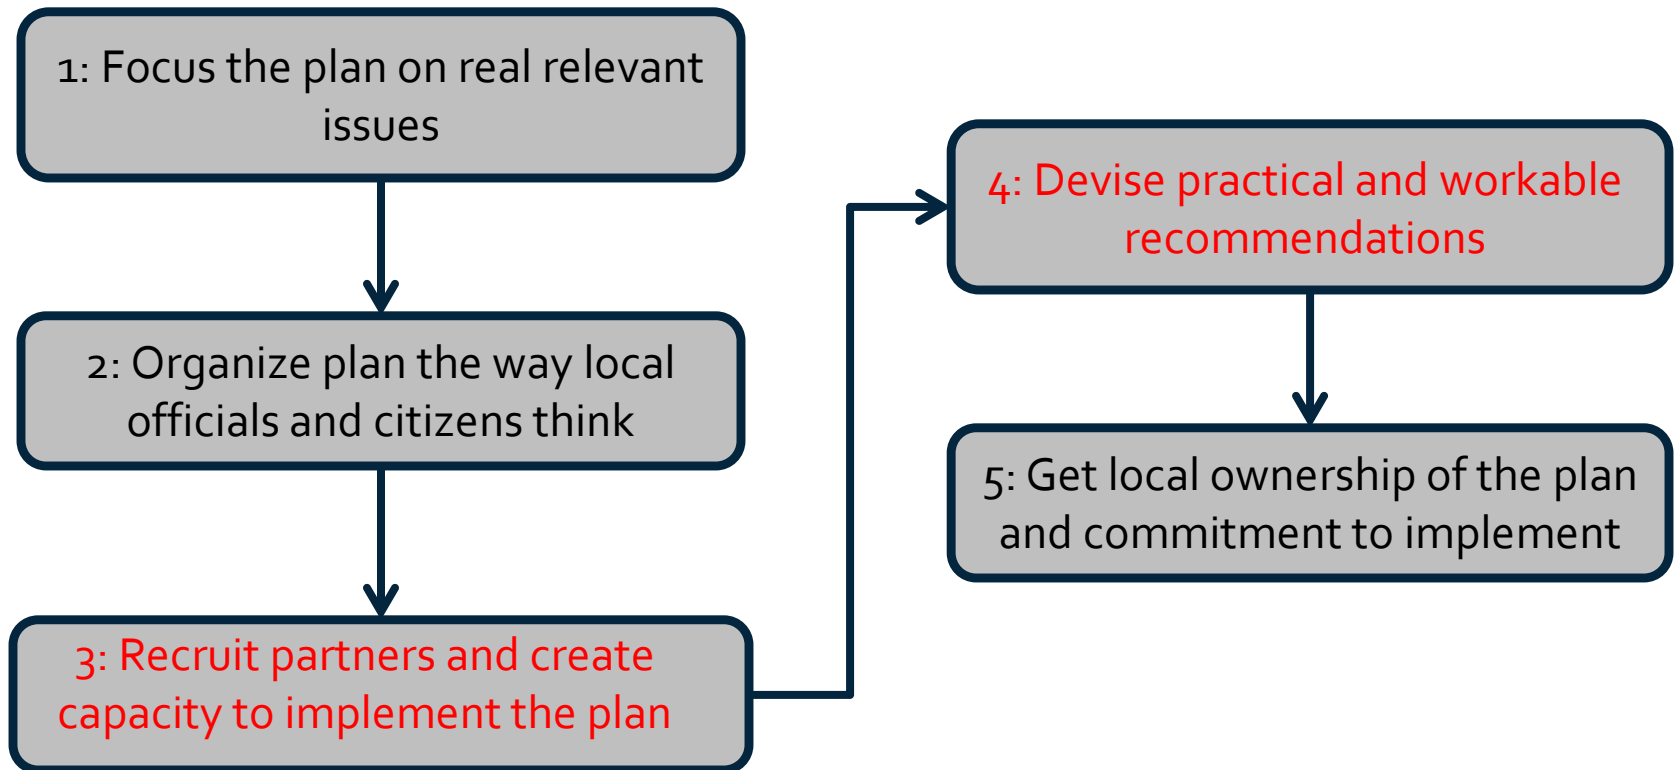 1: Focus the plan on real relevant
issues
2: Organize plan the way local
officials and citizens think
3: Recruit partners and create
capacity to implement the plan
4: Devise practical and workable
recommendations
5: Get local ownership of the plan
and commitment to implement